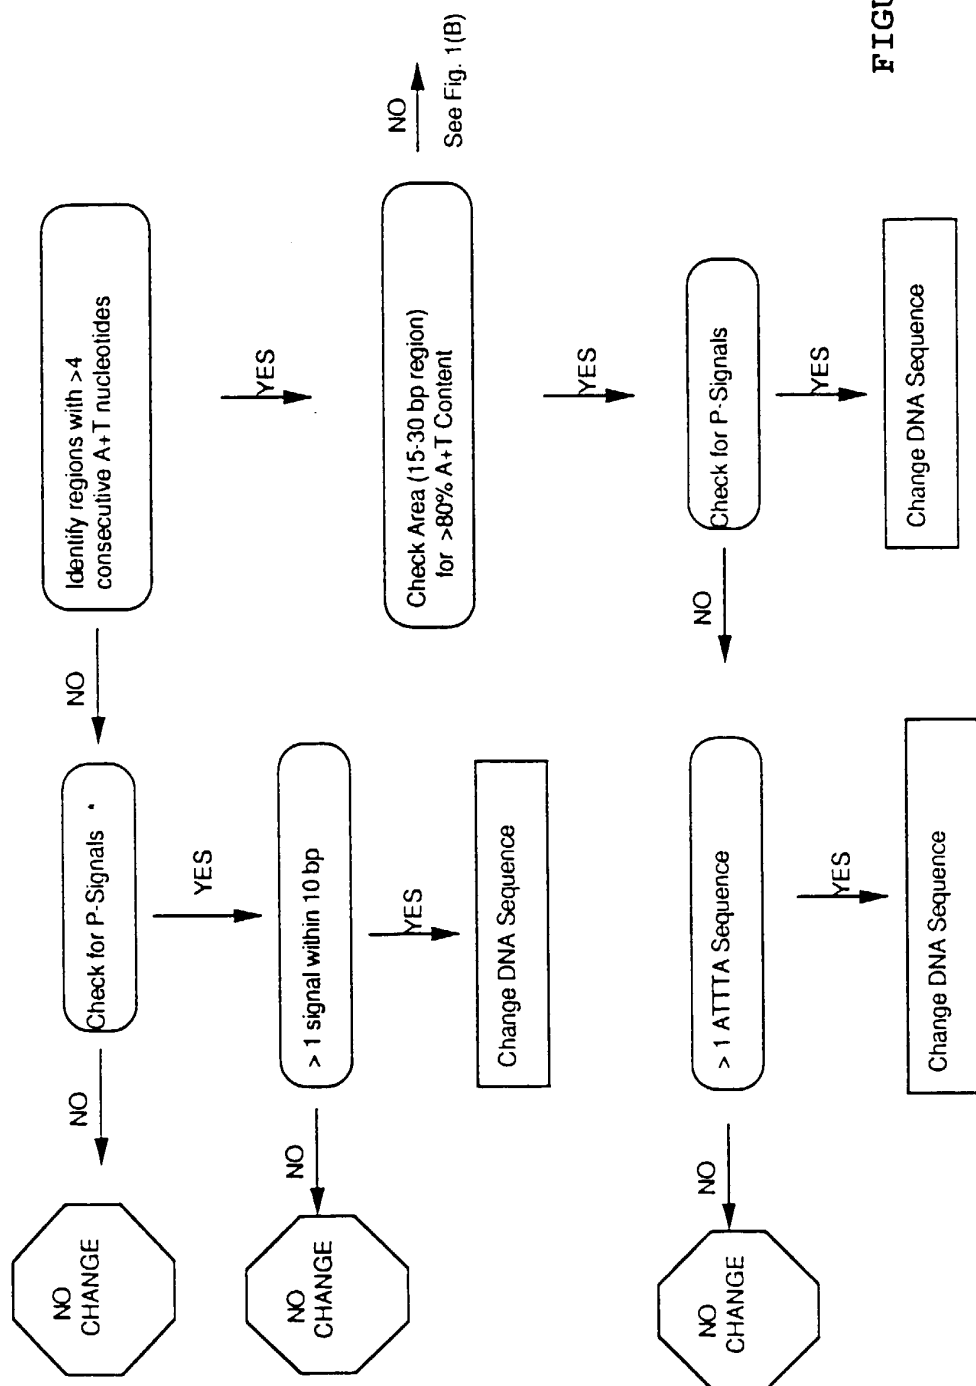 Identify regions with >4
consecutive A+T nucleotides
NO
YES
Check for P-Signals *
NO
NO
CHANGE
YES
> 1 signal within 10 bp
NO
NO
CHANGE
YES
Change DNA Sequence
Check Area (15-30 bp region)
for >80% A+T Content
NO
See Fig. 1(B)
YES
Check for P-Signals
NO
YES
Change DNA Sequence
> 1 ATTTA Sequence
NO
NO
CHANGE
YES
Change DNA Sequence